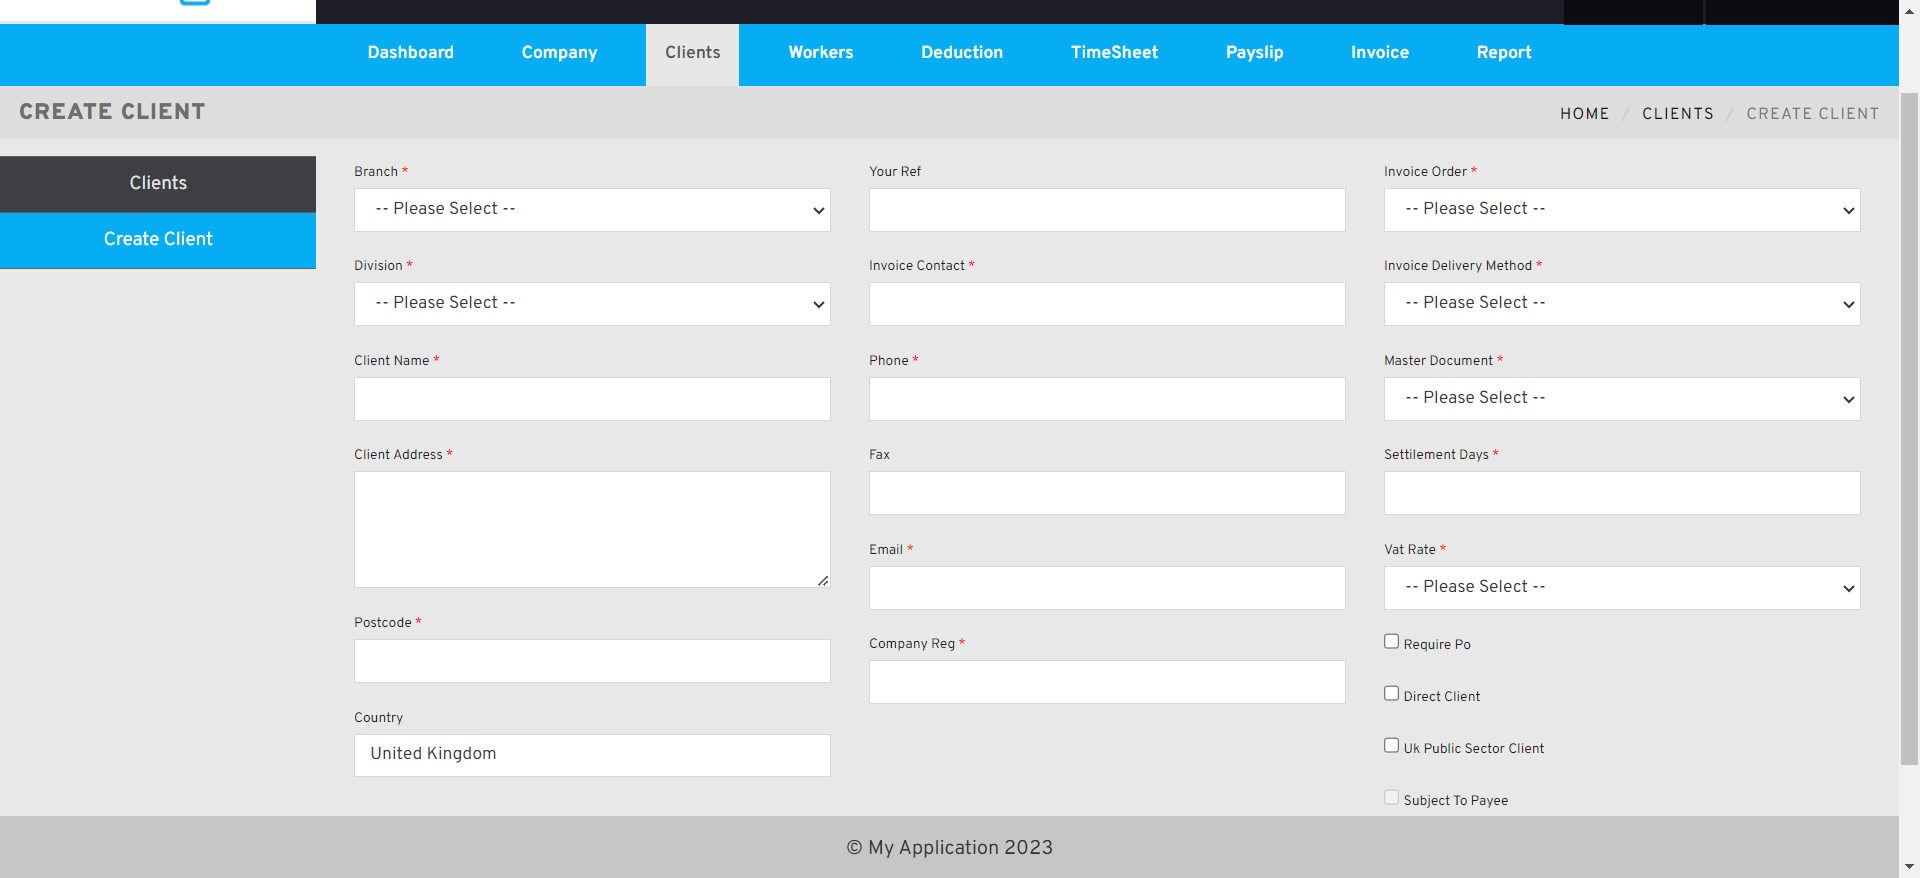 Dashboard Company Clients Workers Deduction TimeSheet Payslip Invoice Report
CREATE CLIENT
HOME / CLIENTS / CREATE CLIENT
Clients
Create Client
Branch *
-- Please Select --
Division *
-- Please Select --
Client Name *
Client Address *
Postcode *
Country
United Kingdom
Your Ref
Invoice Contact *
Phone *
Fax
Email *
Company Reg *
Invoice Order *
-- Please Select --
Invoice Delivery Method *
-- Please Select --
Master Document *
-- Please Select --
Settilement Days *
Vat Rate *
-- Please Select --
Require Po
Direct Client
Uk Public Sector Client
Subject To Payee
© My Application 2023